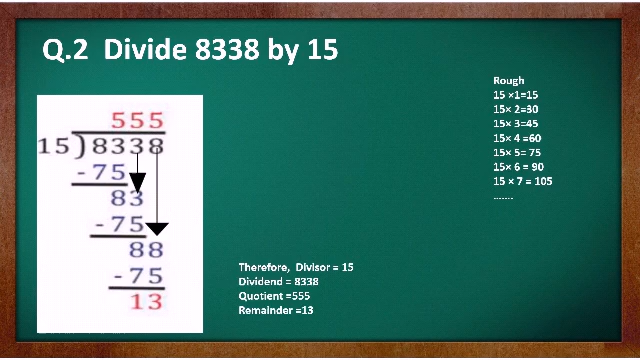 Q.2 Divide 8338 by 15
Rough
15 ×1=15
15× 2=30
15× 3=45
15× 4 =60
15× 5= 75
15× 6 = 90
15 × 7 = 105
.......
555
15)8338
-75
83
-75
88
-75
13
Therefore, Divisor = 15
Dividend = 8338
Quotient =555
Remainder =13